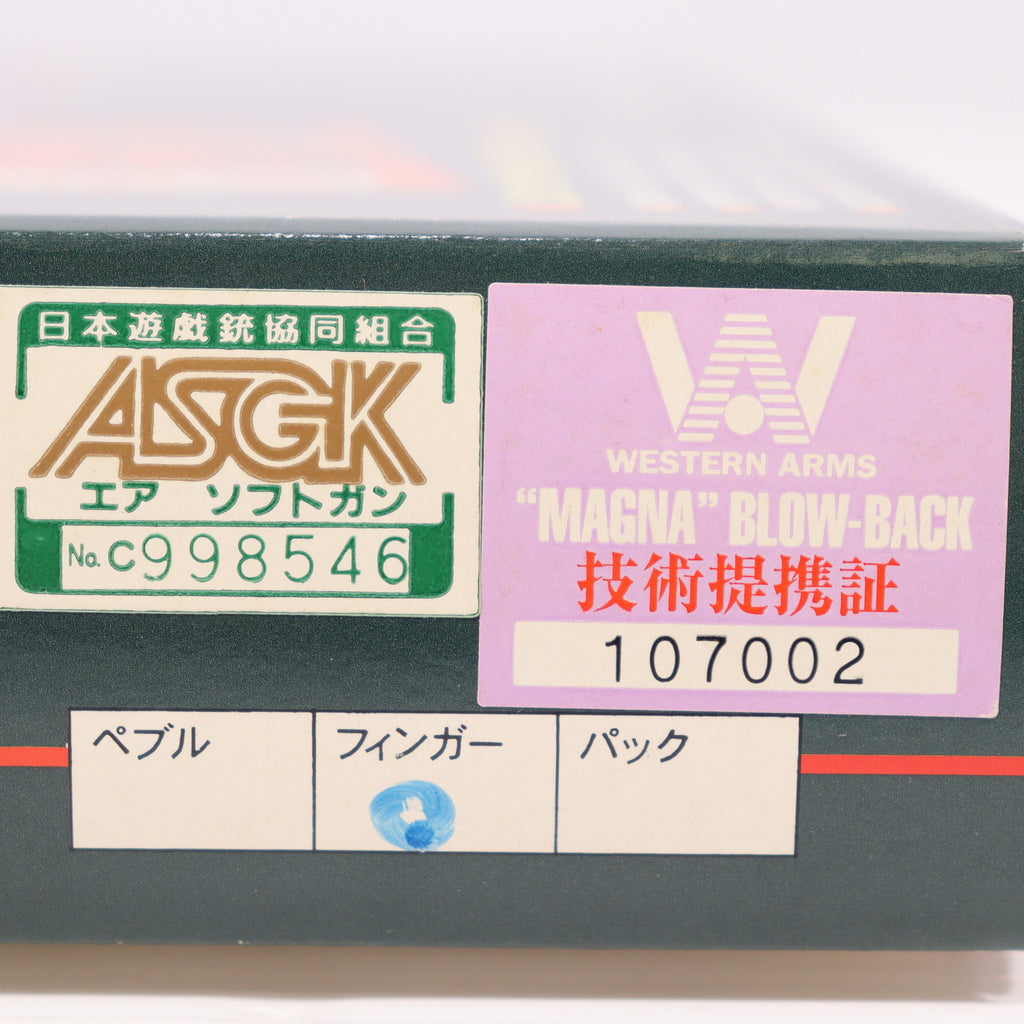 日本遊戯銃協同組合
ASGK
エア ソフトガン
No. C998546
WA
WESTERN ARMS
“MAGNA” BLOW-BACK
技術提携証
107002
ペブル フィンガー パック